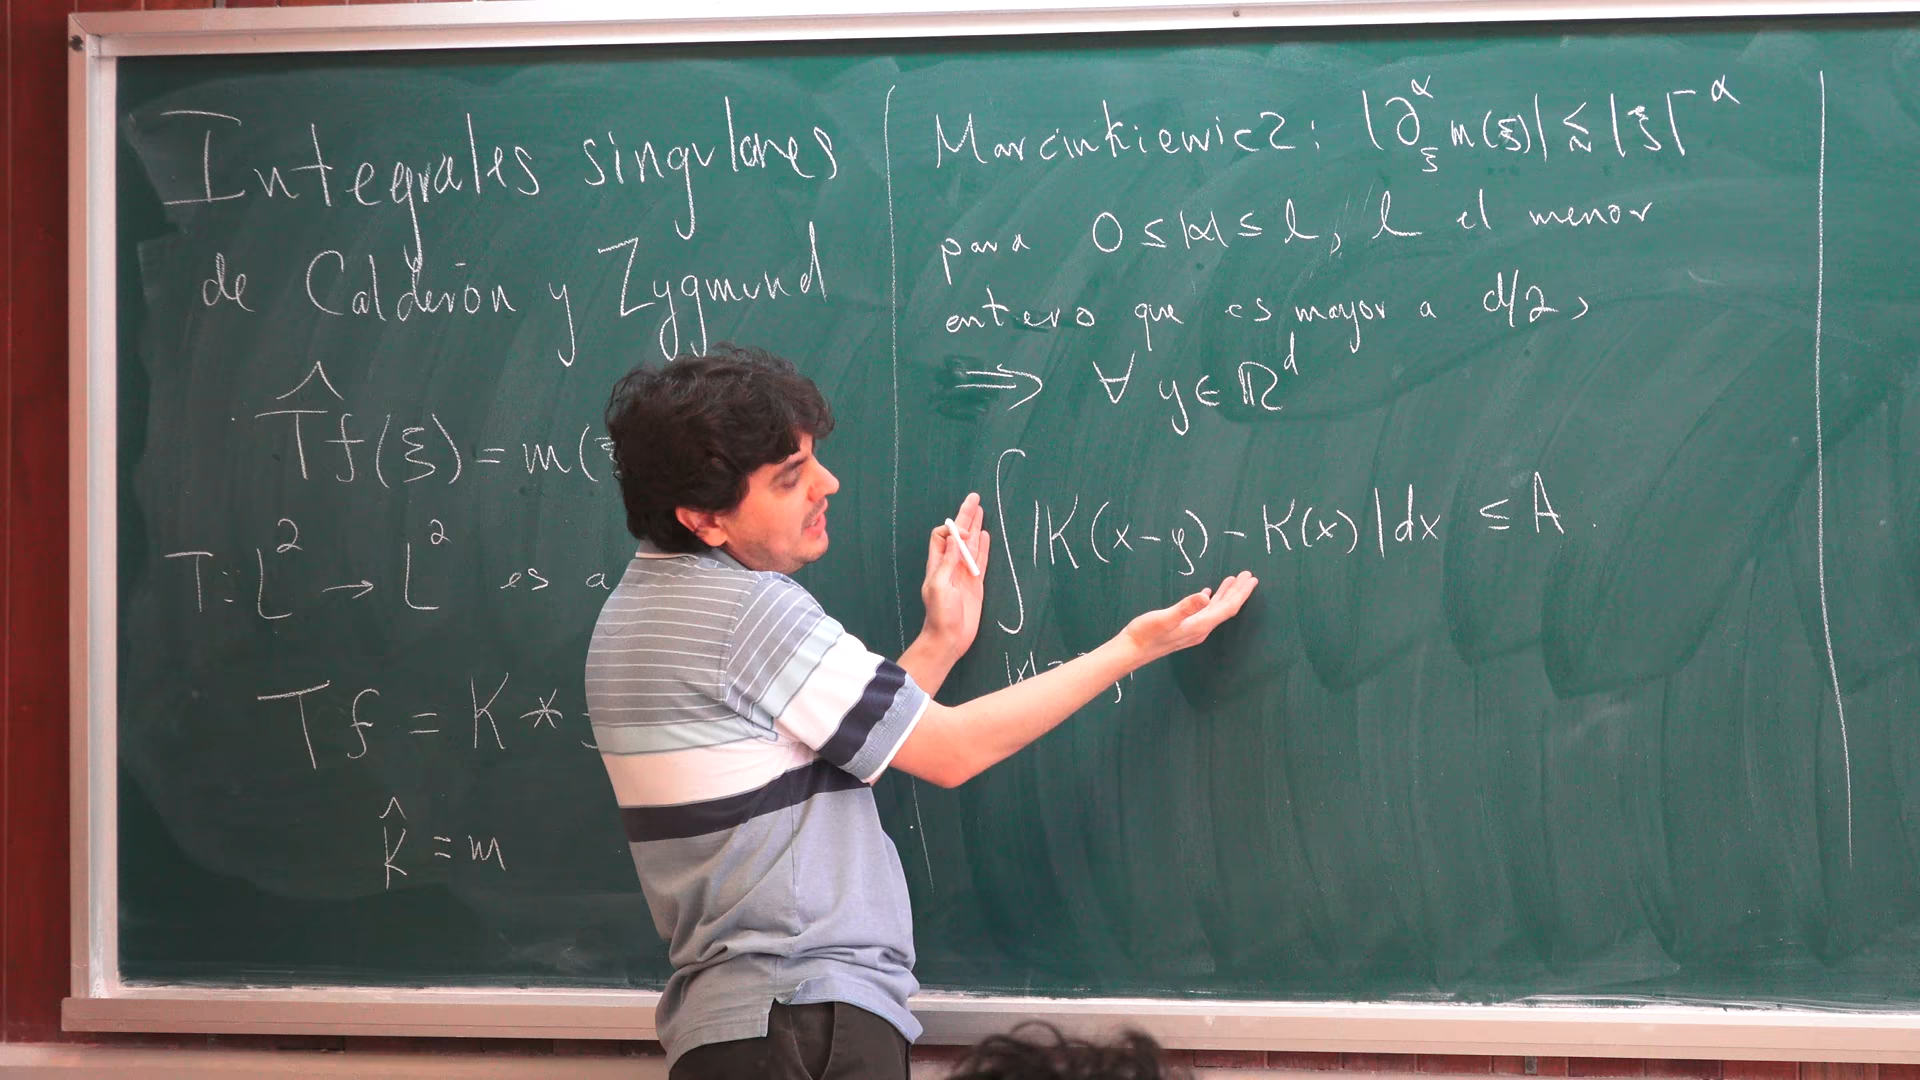 Integrales singulares
de Calderón y Zygmund
T̂f(ξ) = m(ξ
T: L² → L² es a
Tf = K *
K̂ = m
Marcinkiewicz: |∂_ξ^α m(ξ)| ≲ |ξ|^{-α}
para 0 ≤ |α| ≤ l, l el menor
entero que es mayor a d/2,
⟹ ∀ y ∈ ℝ^d
∫ |K(x-y) - K(x)| dx ≤ A.
|x|